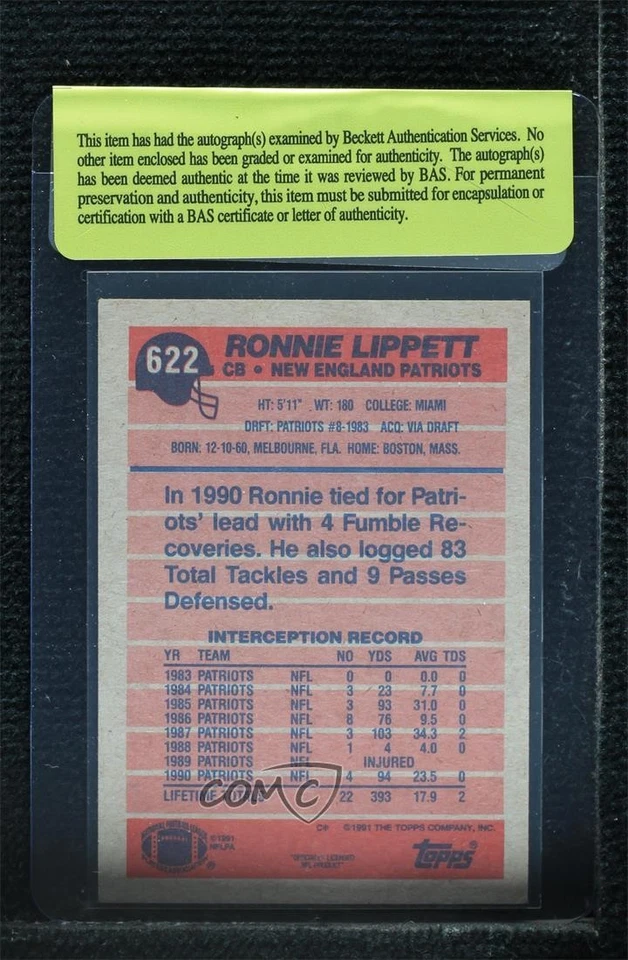 This item has had the autograph(s) examined by Beckett Authentication Services. No
other item enclosed has been graded or examined for authenticity. The autograph(s)
has been deemed authentic at the time it was reviewed by BAS. For permanent
preservation and authenticity, this item must be submitted for encapsulation or
certification with a BAS certificate or letter of authenticity.
622
RONNIE LIPPETT
CB • NEW ENGLAND PATRIOTS
HT: 5'11" WT: 180 COLLEGE: MIAMI
DRFT: PATRIOTS #8-1983 ACQ: VIA DRAFT
BORN: 12-10-60, MELBOURNE, FLA. HOME: BOSTON, MASS.
In 1990 Ronnie tied for Patri-
ots' lead with 4 Fumble Re-
coveries. He also logged 83
Total Tackles and 9 Passes
Defensed.
INTERCEPTION RECORD
YR TEAM NO YDS AVG TDS
1983 PATRIOTS NFL 0 0 0.0 0
1984 PATRIOTS NFL 3 23 7.7 0
1985 PATRIOTS NFL 3 93 31.0 0
1986 PATRIOTS NFL 8 76 9.5 0
1987 PATRIOTS NFL 3 103 34.3 2
1988 PATRIOTS NFL 1 4 4.0 0
1989 PATRIOTS NFL INJURED
1990 PATRIOTS NFL 4 94 23.5 0
LIFETIME TOTALS 22 393 17.9 2
COMC
C* ©1991 THE TOPPS COMPANY, INC.
©1991
NFLPA
topps®